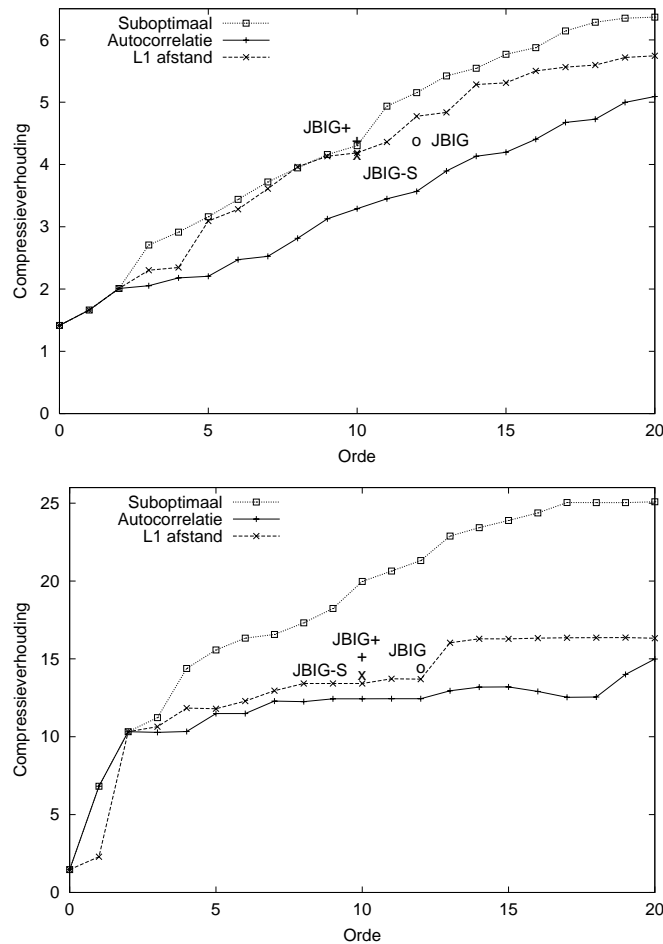 Suboptimaal
Autocorrelatie
L1 afstand
6
5
4
3
2
1
0
Compressieverhouding
JBIG+
JBIG
JBIG-S
0 5 10 15 20
Orde
Suboptimaal
Autocorrelatie
L1 afstand
25
20
15
10
5
0
Compressieverhouding
JBIG+
JBIG
JBIG-S
0 5 10 15 20
Orde